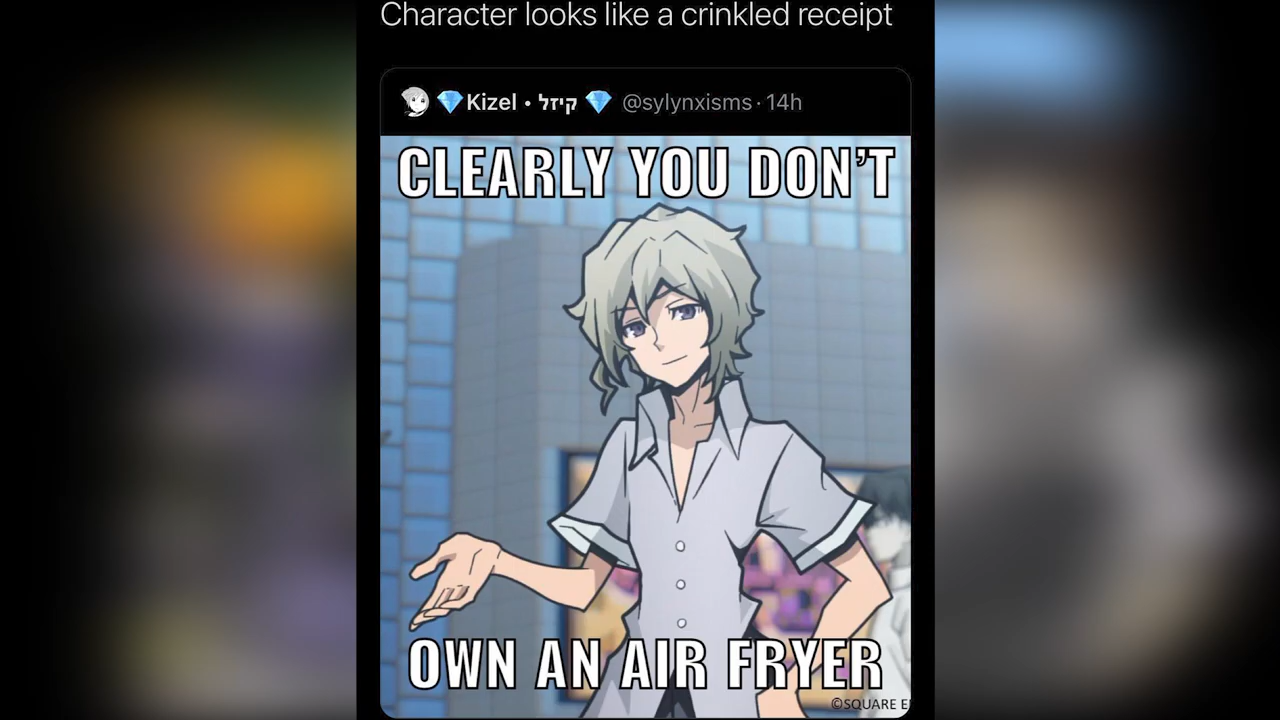 Character looks like a crinkled receipt
💎Kizel • קיזל 💎 @sylynxisms · 14h
CLEARLY YOU DON'T
OWN AN AIR FRYER
©SQUARE E